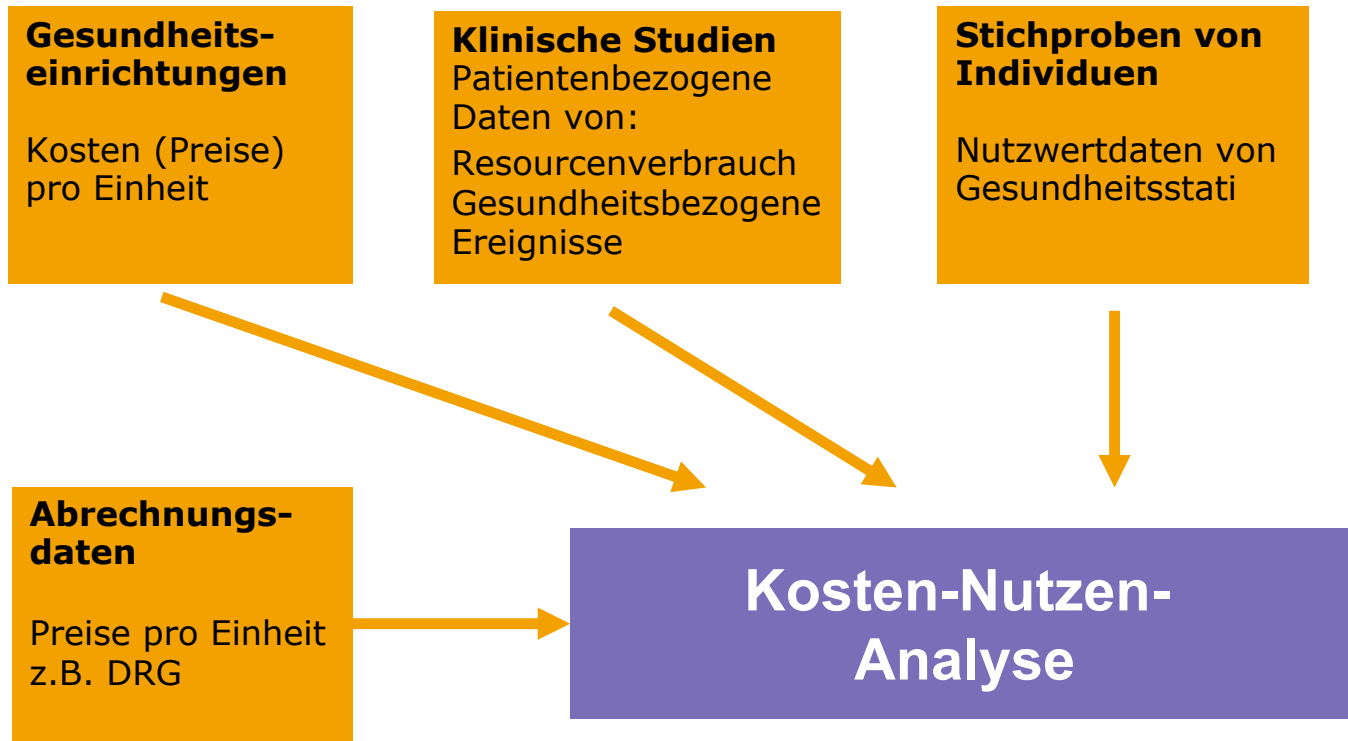 Gesundheits-
einrichtungen
Kosten (Preise)
pro Einheit
Klinische Studien
Patientenbezogene
Daten von:
Resourcenverbrauch
Gesundheitsbezogene
Ereignisse
Stichproben von
Individuen
Nutzwertdaten von
Gesundheitsstati
Abrechnungs-
daten
Preise pro Einheit
z.B. DRG
Kosten-Nutzen-
Analyse